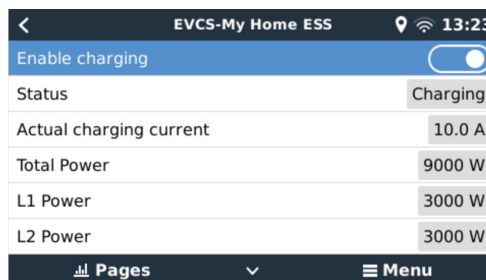 EVCS-My Home ESS 13:23
Enable charging
Status Charging
Actual charging current 10.0 A
Total Power 9000 W
L1 Power 3000 W
L2 Power 3000 W
Pages Menu